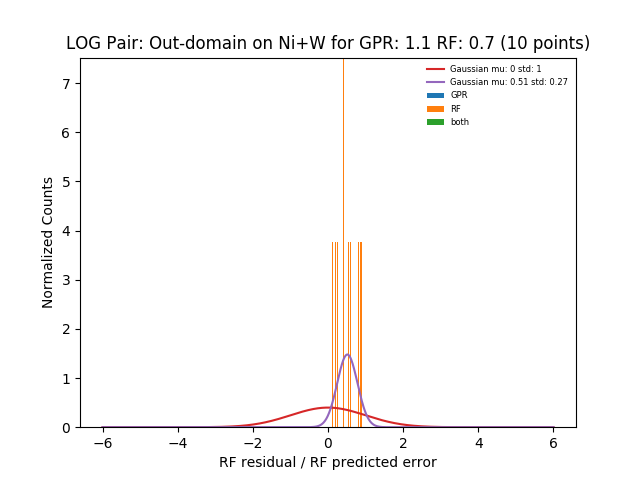 LOG Pair: Out-domain on Ni+W for GPR: 1.1 RF: 0.7 (10 points)
Gaussian mu: 0 std: 1
Gaussian mu: 0.51 std: 0.27
GPR
RF
both
Normalized Counts
7
6
5
4
3
2
1
0
−6 −4 −2 0 2 4 6
RF residual / RF predicted error